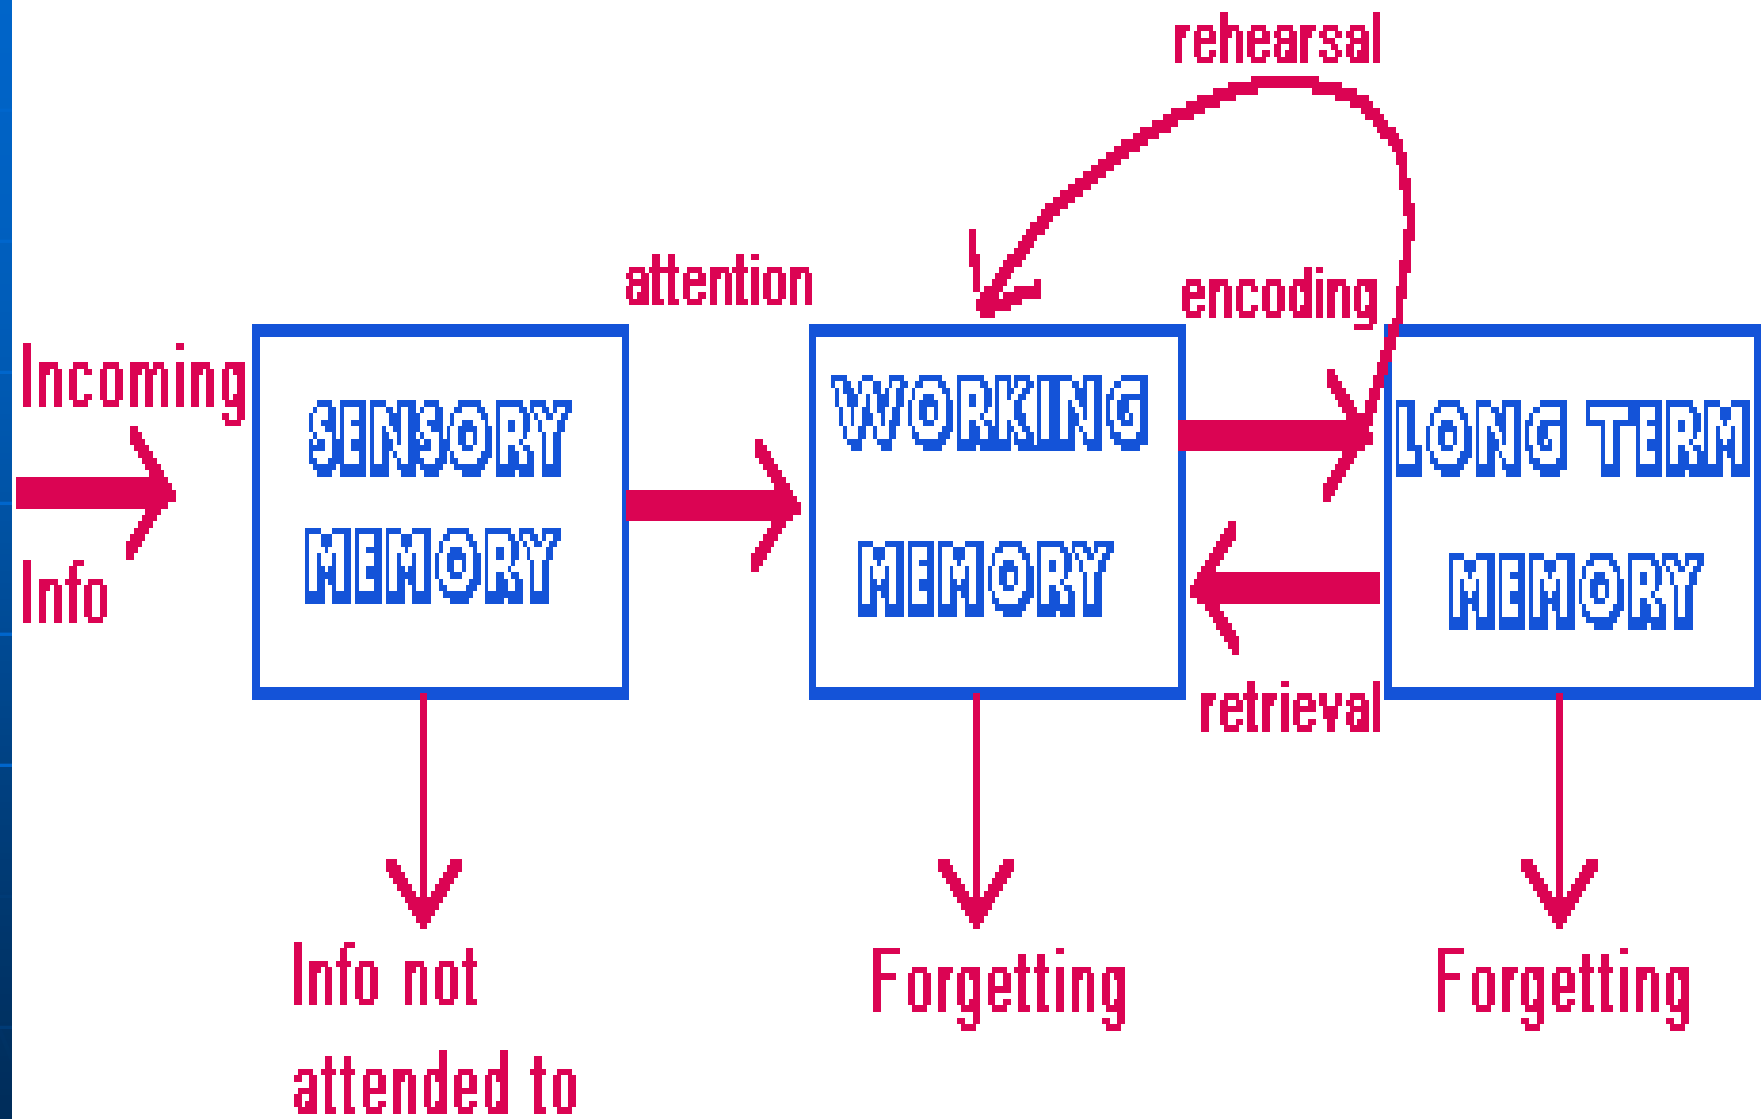 rehearsal
attention
encoding
Incoming
Info
SENSORY
MEMORY
WORKING
MEMORY
LONG TERM
MEMORY
retrieval
Info not
attended to
Forgetting
Forgetting